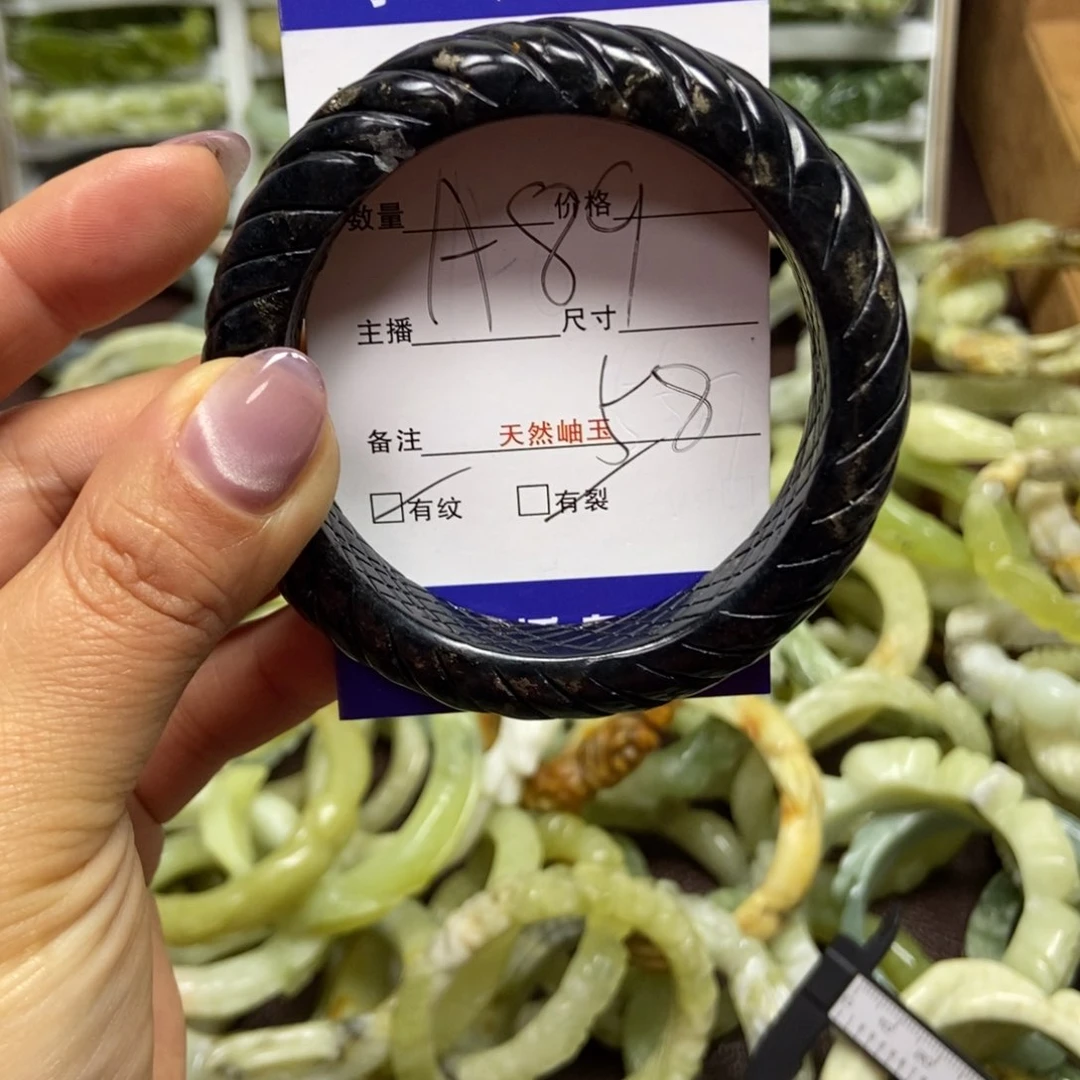 数量 A89 价格
主播 尺寸
58
备注 天然岫玉
有纹 有裂